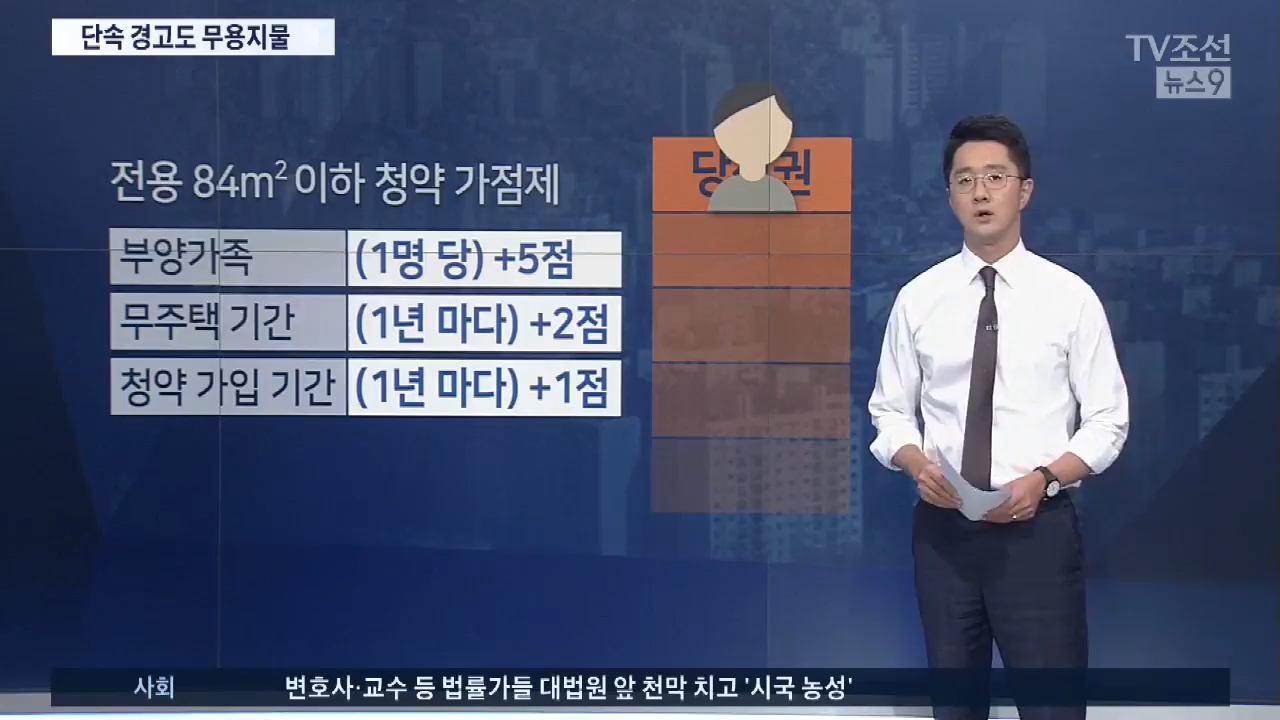 단속 경고도 무용지물
TV조선
뉴스9
전용 84m² 이하 청약 가점제
부양가족 (1명 당) +5점
무주택 기간 (1년 마다) +2점
청약 가입 기간 (1년 마다) +1점
사회 변호사·교수 등 법률가들 대법원 앞 천막 치고 '시국 농성'